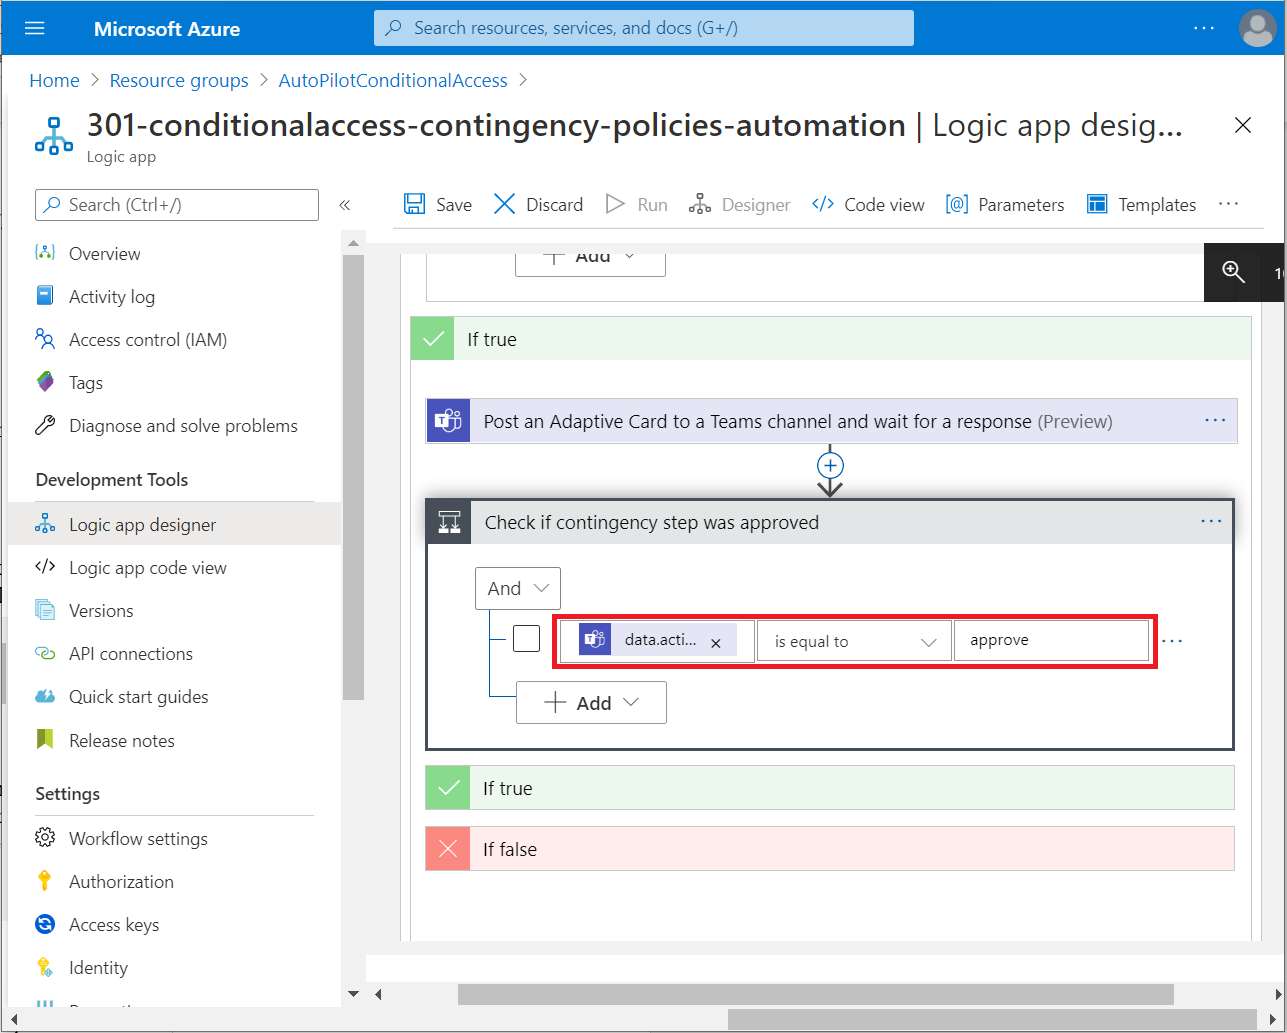 Microsoft Azure
Search resources, services, and docs (G+/)
Home > Resource groups > AutoPilotConditionalAccess >
301-conditionalaccess-contingency-policies-automation | Logic app desig...
Logic app
Search (Ctrl+/)
«
Save
Discard
Run
Designer
Code view
Parameters
Templates
Overview
Activity log
Access control (IAM)
Tags
Diagnose and solve problems
Development Tools
Logic app designer
Logic app code view
Versions
API connections
Quick start guides
Release notes
Settings
Workflow settings
Authorization
Access keys
Identity
Add
If true
Post an Adaptive Card to a Teams channel and wait for a response (Preview)
Check if contingency step was approved
And
data.acti... × is equal to approve
Add
If true
If false